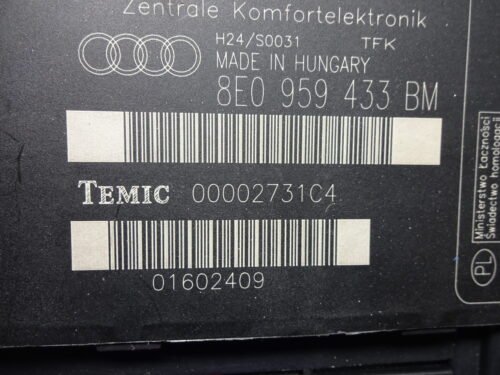 Zentrale Komfortelektronik
H24/S0031 TFK
MADE IN HUNGARY
8E0 959 433 BM
TEMIC 00002731C4
01602409
Ministerstwo Łączności
Świadectwo homologacji
PL